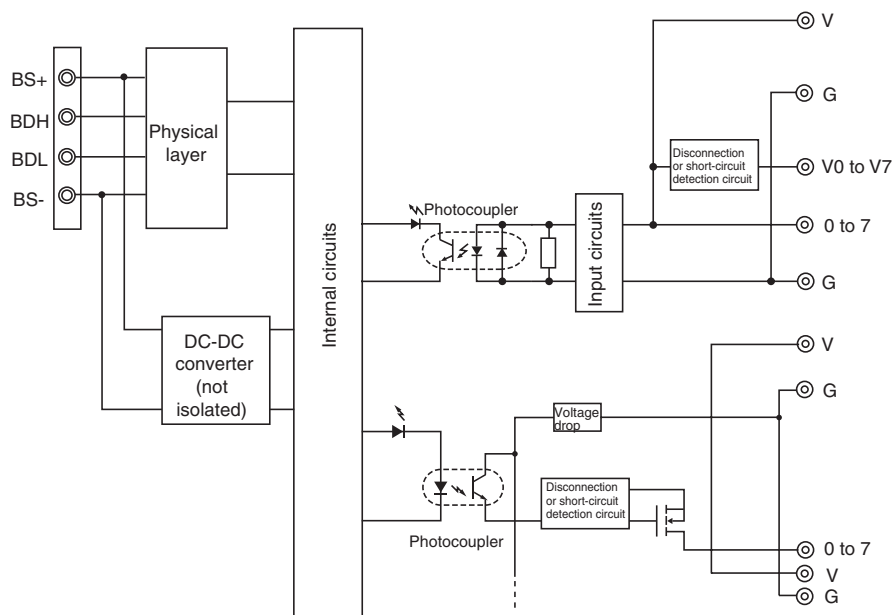 BS+
BDH
BDL
BS-
Physical
layer
DC-DC
converter
(not
isolated)
Internal circuits
Photocoupler
Input circuits
V
G
Disconnection
or short-circuit
detection circuit
V0 to V7
0 to 7
G
V
G
Voltage
drop
Disconnection
or short-circuit
detection circuit
Photocoupler
0 to 7
V
G